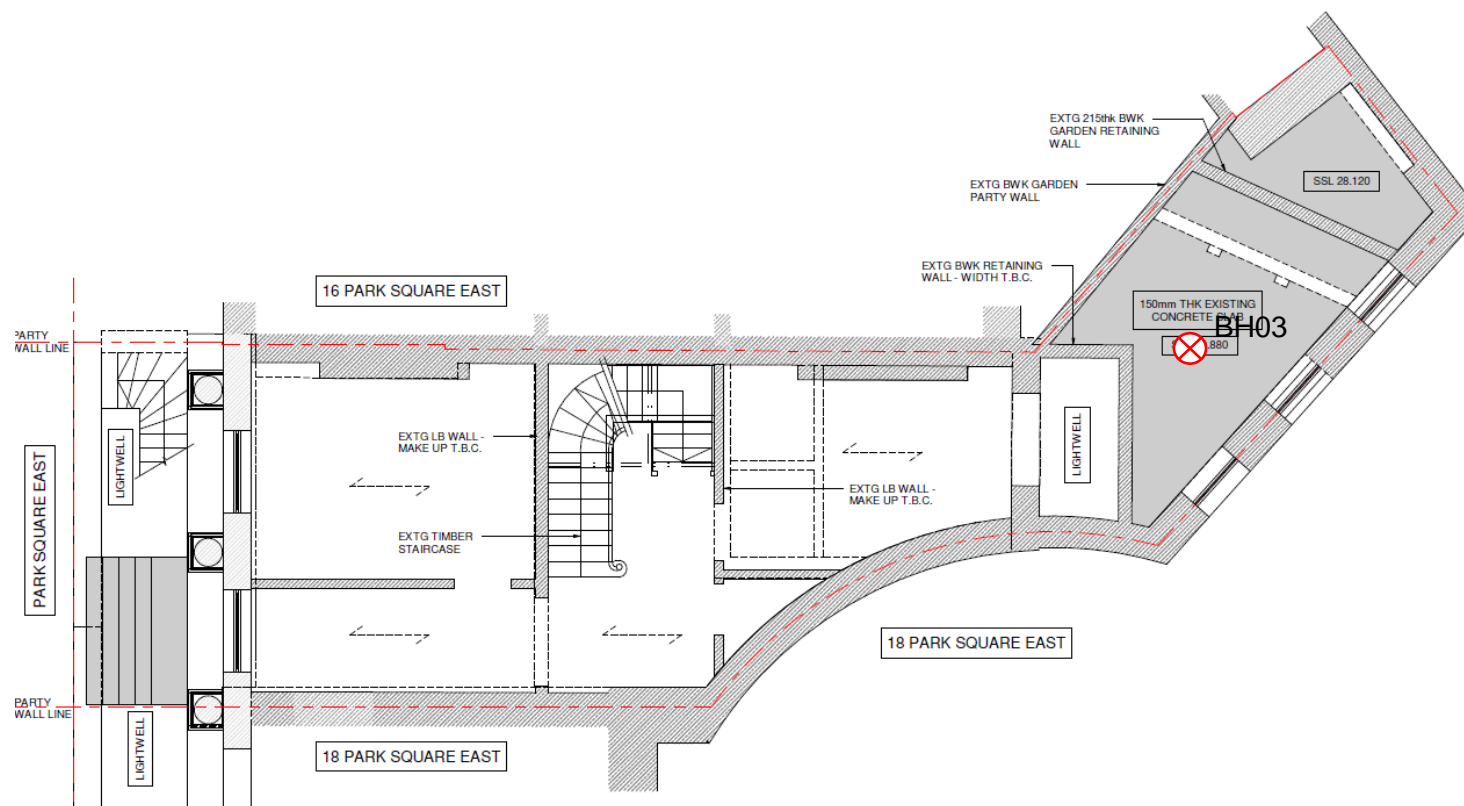 EXTG 215thk BWK
GARDEN RETAINING
WALL
SSL 28.120
EXTG BWK GARDEN
PARTY WALL
EXTG BWK RETAINING
WALL - WIDTH T.B.C.
16 PARK SQUARE EAST
150mm THK EXISTING
CONCRETE SLAB
BH03
.880
PARTY
WALL LINE
EXTG LB WALL -
MAKE UP T.B.C.
LIGHTWELL
LIGHTWELL
EXTG LB WALL -
MAKE UP T.B.C.
PARK SQUARE EAST
EXTG TIMBER
STAIRCASE
18 PARK SQUARE EAST
PARTY
WALL LINE
LIGHTWELL
18 PARK SQUARE EAST